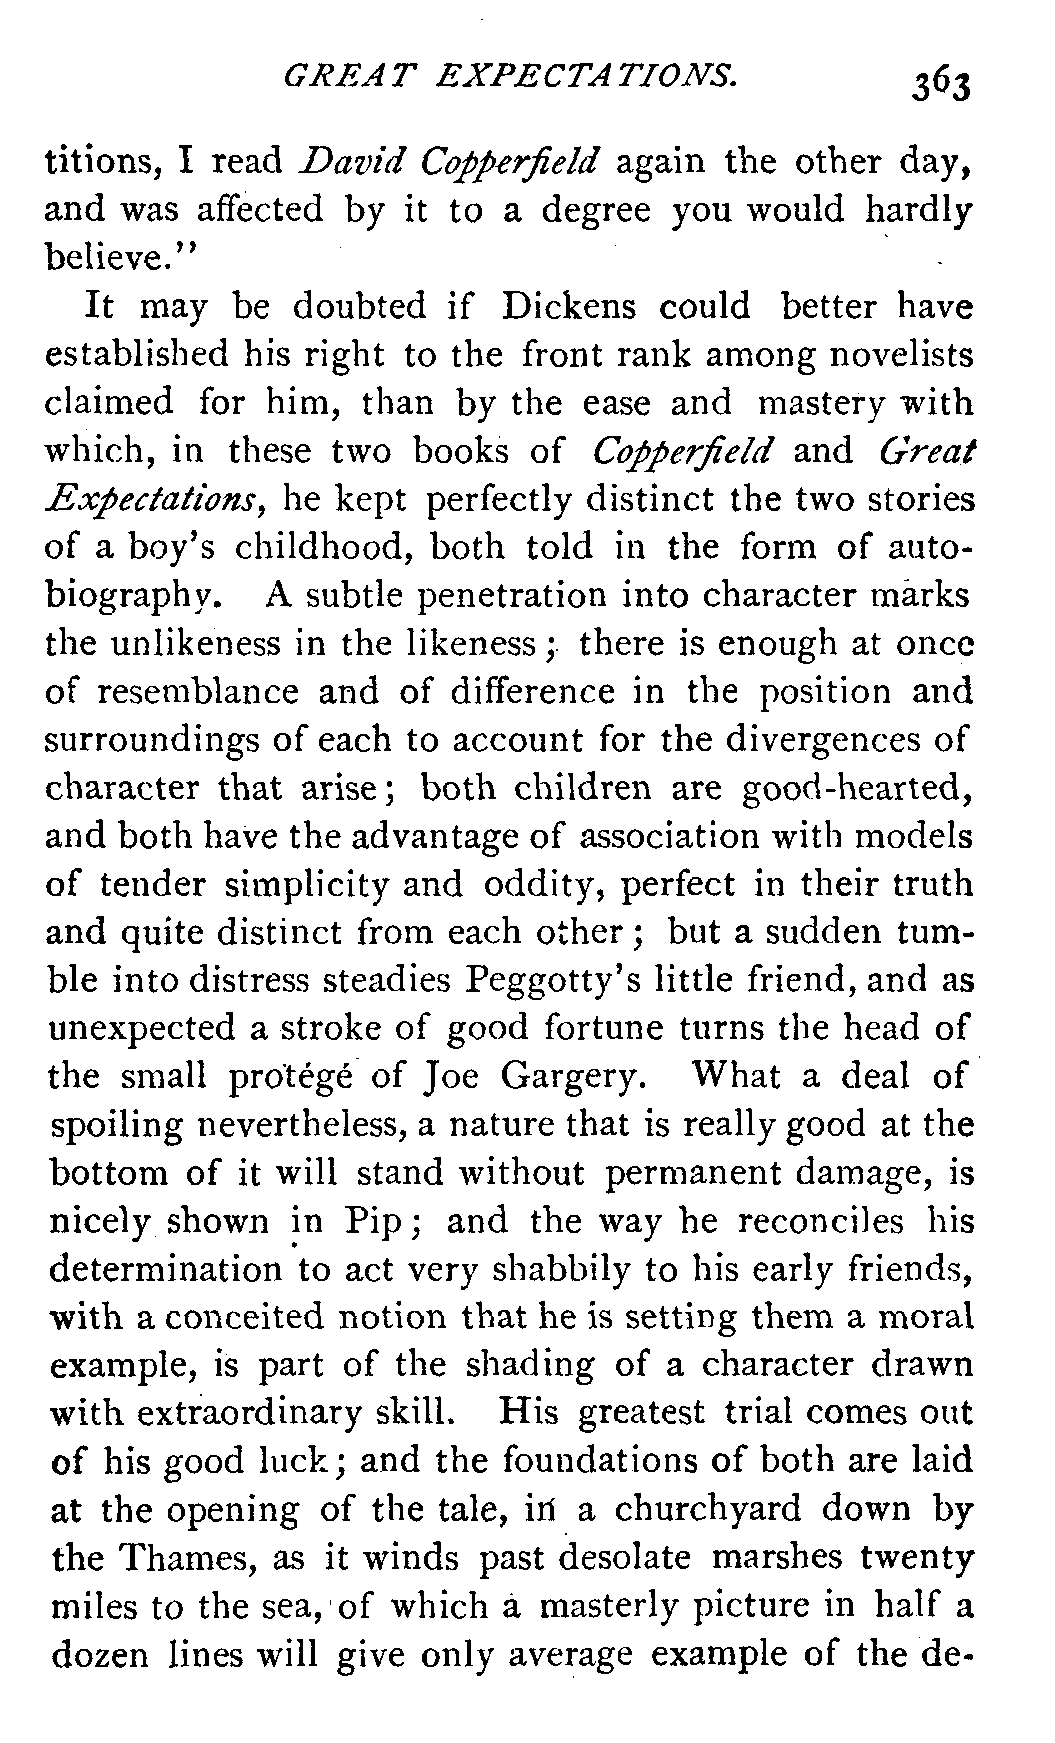 GREAT EXPECTATIONS. 363
titions, I read David Copperfield again the other day,
and was affected by it to a degree you would hardly
believe."
It may be doubted if Dickens could better have
established his right to the front rank among novelists
claimed for him, than by the ease and mastery with
which, in these two books of Copperfield and Great
Expectations, he kept perfectly distinct the two stories
of a boy's childhood, both told in the form of auto-
biography. A subtle penetration into character marks
the unlikeness in the likeness; there is enough at once
of resemblance and of difference in the position and
surroundings of each to account for the divergences of
character that arise; both children are good-hearted,
and both have the advantage of association with models
of tender simplicity and oddity, perfect in their truth
and quite distinct from each other; but a sudden tum-
ble into distress steadies Peggotty's little friend, and as
unexpected a stroke of good fortune turns the head of
the small protégé of Joe Gargery. What a deal of
spoiling nevertheless, a nature that is really good at the
bottom of it will stand without permanent damage, is
nicely shown in Pip; and the way he reconciles his
determination to act very shabbily to his early friends,
with a conceited notion that he is setting them a moral
example, is part of the shading of a character drawn
with extraordinary skill. His greatest trial comes out
of his good luck; and the foundations of both are laid
at the opening of the tale, in a churchyard down by
the Thames, as it winds past desolate marshes twenty
miles to the sea, of which a masterly picture in half a
dozen lines will give only average example of the de-